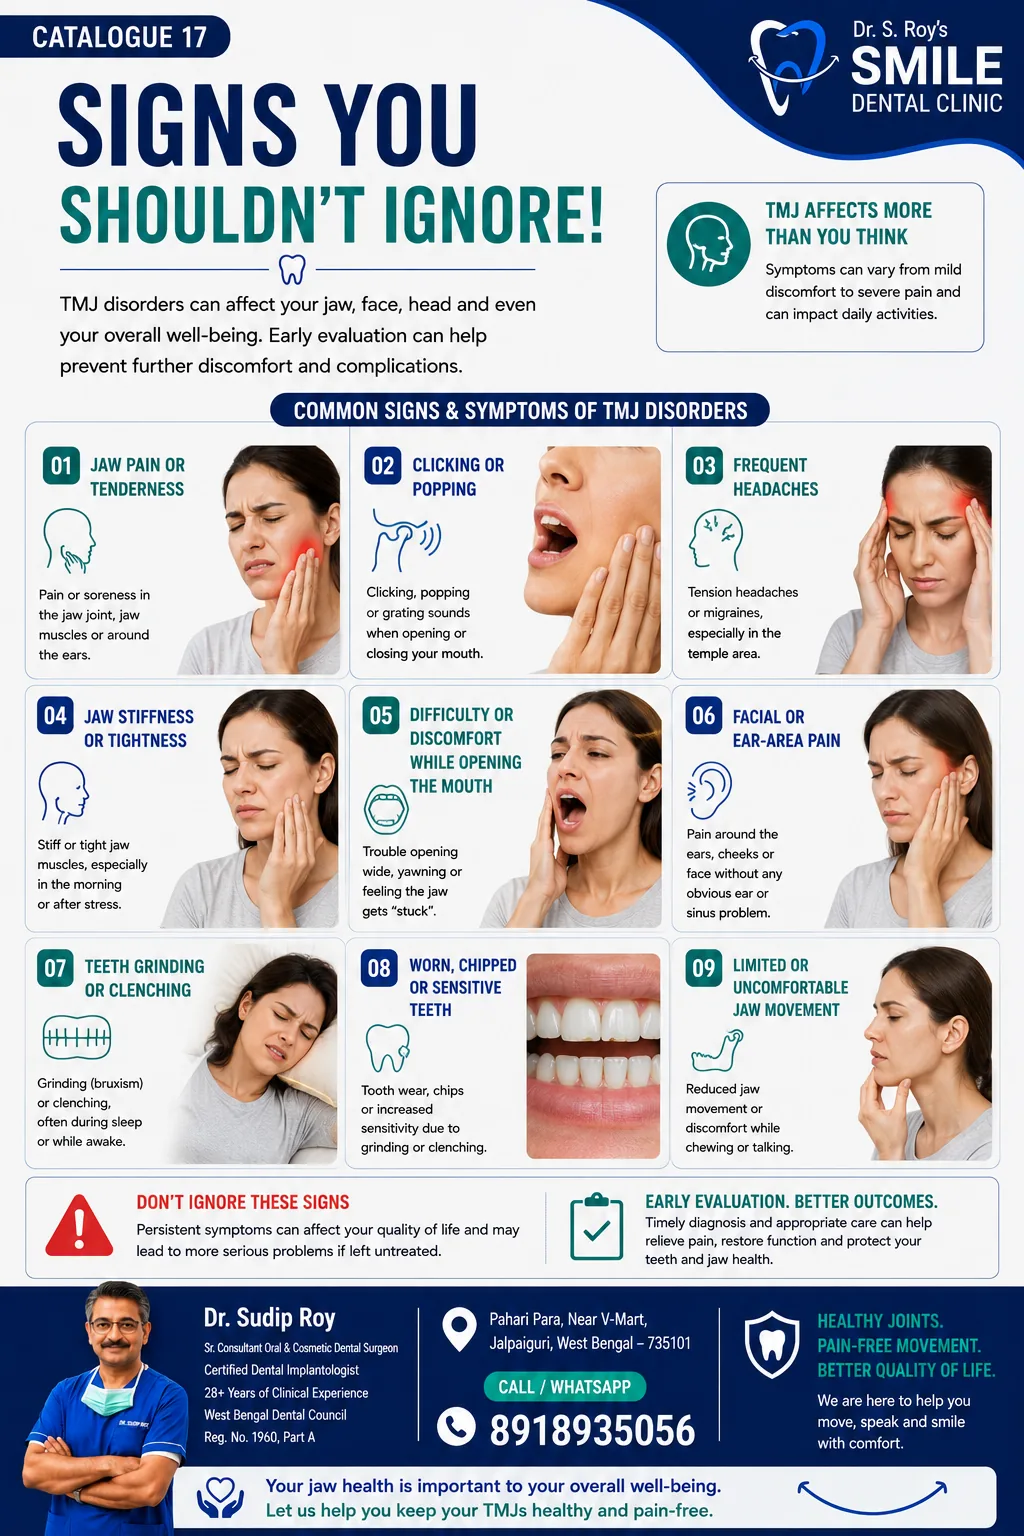 CATALOGUE 17
Dr. S. Roy's
SMILE
DENTAL CLINIC
SIGNS YOU
SHOULDN'T IGNORE!
TMJ disorders can affect your jaw, face, head and even
your overall well-being. Early evaluation can help
prevent further discomfort and complications.
TMJ AFFECTS MORE
THAN YOU THINK
Symptoms can vary from mild
discomfort to severe pain and
can impact daily activities.
COMMON SIGNS & SYMPTOMS OF TMJ DISORDERS
01
JAW PAIN OR
TENDERNESS
Pain or soreness in
the jaw joint, jaw
muscles or around
the ears.
02
CLICKING OR
POPPING
Clicking, popping
or grating sounds
when opening or
closing your mouth.
03
FREQUENT
HEADACHES
Tension headaches
or migraines,
especially in the
temple area.
04
JAW STIFFNESS
OR TIGHTNESS
Stiff or tight jaw
muscles, especially
in the morning
or after stress.
05
DIFFICULTY OR
DISCOMFORT
WHILE OPENING
THE MOUTH
Trouble opening
wide, yawning or
feeling the jaw
gets “stuck”.
06
FACIAL OR
EAR-AREA PAIN
Pain around the
ears, cheeks or
face without any
obvious ear or
sinus problem.
07
TEETH GRINDING
OR CLENCHING
Grinding (bruxism)
or clenching,
often during sleep
or while awake.
08
WORN, CHIPPED
OR SENSITIVE
TEETH
Tooth wear, chips
or increased
sensitivity due to
grinding or clenching.
09
LIMITED OR
UNCOMFORTABLE
JAW MOVEMENT
Reduced jaw
movement or
discomfort while
chewing or talking.
DON'T IGNORE THESE SIGNS
Persistent symptoms can affect your quality of life and may
lead to more serious problems if left untreated.
EARLY EVALUATION. BETTER OUTCOMES.
Timely diagnosis and appropriate care can help
relieve pain, restore function and protect your
teeth and jaw health.
DR. SUDIP ROY
Dr. Sudip Roy
Sr. Consultant Oral & Cosmetic Dental Surgeon
Certified Dental Implantologist
28+ Years of Clinical Experience
West Bengal Dental Council
Reg. No. 1960, Part A
Pahari Para, Near V-Mart,
Jalpaiguri, West Bengal – 735101
CALL / WHATSAPP
8918935056
HEALTHY JOINTS.
PAIN-FREE MOVEMENT.
BETTER QUALITY OF LIFE.
We are here to help you
move, speak and smile
with comfort.
Your jaw health is important to your overall well-being.
Let us help you keep your TMJs healthy and pain-free.